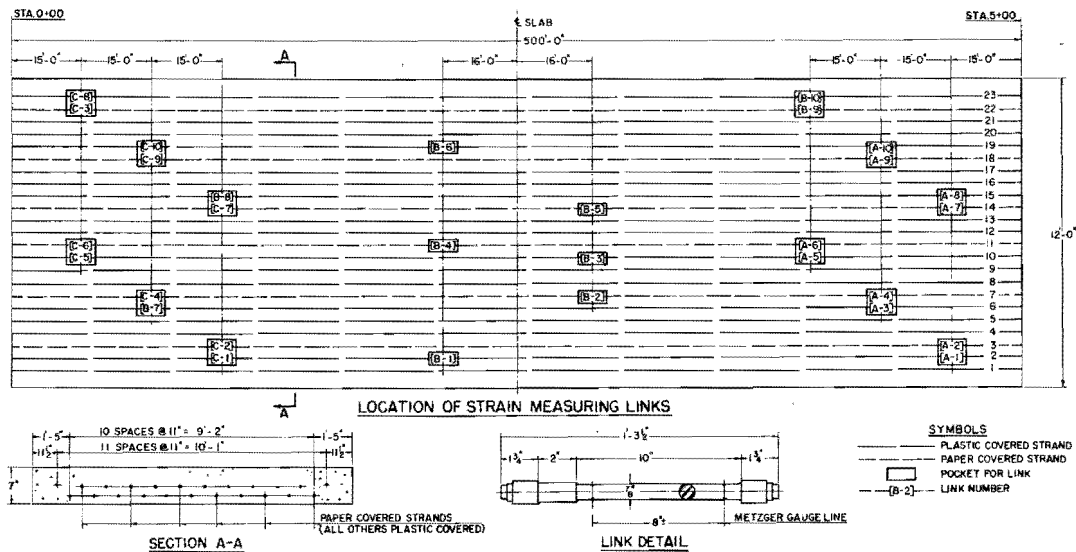 STA. 0+00
℄ SLAB
STA. 5+00
500'-0"
15'-0" 15'-0" 15'-0" A 16'-0" 16'-0" 15'-0" 15'-0" 15'-0"
[C-8] [B-10] 23
[C-3] [B-9] 22
21
20
[C-10] [B-6] [A-10] 19
[C-9] [A-9] 18
17
16
[B-8] [A-8] 15
[C-7] [B-5] [A-7] 14
13
12
12'-0"
[C-6] [B-4] [A-6] 11
[C-5] [B-3] [A-5] 10
9
8
[C-4] [B-2] [A-4] 7
[B-7] [A-3] 6
5
4
[C-2] [A-2] 3
[C-1] [B-1] [A-1] 2
1
A
LOCATION OF STRAIN MEASURING LINKS
1'-5" 10 SPACES @ 11" = 9'-2" 1'-5"
11½" 11 SPACES @ 11" = 10'-1" 11½"
7"
PAPER COVERED STRANDS
(ALL OTHERS PLASTIC COVERED)
SECTION A-A
1'-3½"
1¾" 2" 10" 1¾"
7/8"
8"±
METZGER GAUGE LINE
LINK DETAIL
SYMBOLS
PLASTIC COVERED STRAND
PAPER COVERED STRAND
POCKET FOR LINK
[B-2] LINK NUMBER